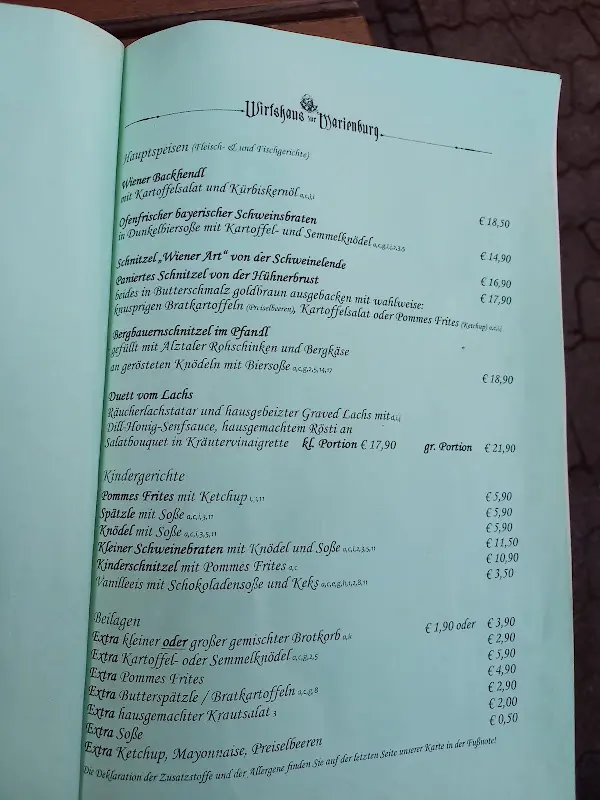 Wirtshaus zur Marienburg
Hauptspeisen (Fleisch- & und Fischgerichte)
Wiener Backhendl
mit Kartoffelsalat und Kürbiskernöl € 18,50
Ofenfrischer bayerischer Schweinsbraten
in Dunkelbiersoße mit Kartoffel- und Semmelknödel € 14,90
Schnitzel „Wiener Art“ von der Schweinelende € 16,90
Paniertes Schnitzel von der Hühnerbrust € 17,90
beides in Butterschmalz goldbraun ausgebacken mit wahlweise:
knusprigen Bratkartoffeln (Preiselbeeren), Kartoffelsalat oder Pommes Frites (Ketchup)
Bergbauernschnitzel im Pfandl
gefüllt mit Alztaler Rohschinken und Bergkäse
an gerösteten Knödeln mit Biersoße € 18,90
Duett vom Lachs
Räucherlachstatar und hausgebeizter Graved Lachs mit
Dill-Honig-Senfsauce, hausgemachtem Rösti an
Salatbouquet in Kräutervinaigrette kl. Portion € 17,90 gr. Portion € 21,90
Kindergerichte
Pommes Frites mit Ketchup € 5,90
Spätzle mit Soße € 5,90
Knödel mit Soße € 5,90
Kleiner Schweinebraten mit Knödel und Soße € 11,50
Kinderschnitzel mit Pommes Frites a,c € 10,90
Vanilleeis mit Schokoladensoße und Keks € 3,50
Beilagen
Extra kleiner oder großer gemischter Brotkorb € 1,90 oder € 3,90
Extra Kartoffel- oder Semmelknödel € 2,90
Extra Pommes Frites € 5,90
Extra Butterspätzle / Bratkartoffeln a,c,g,8 € 4,90
Extra hausgemachter Krautsalat 3 € 2,90
Extra Soße € 2,00
Extra Ketchup, Mayonnaise, Preiselbeeren € 0,50
Die Deklaration der Zusatzstoffe und der Allergene finden Sie auf der letzten Seite unserer Karte in der Fußnote!